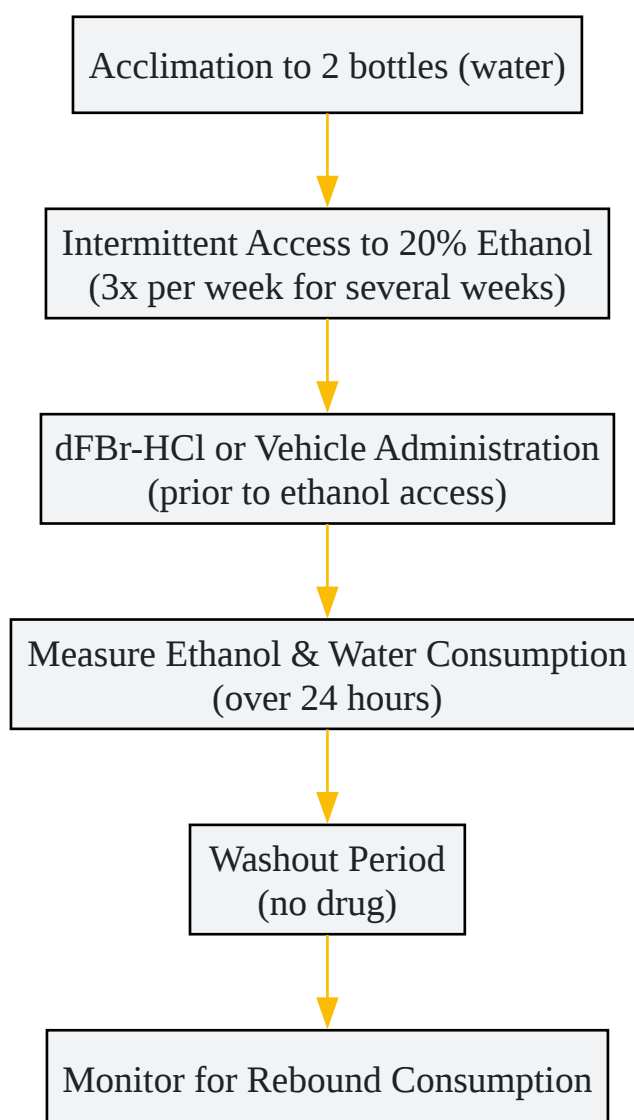 Acclimation to 2 bottles (water)
Intermittent Access to 20% Ethanol
(3x per week for several weeks)
dFBr-HCl or Vehicle Administration
(prior to ethanol access)
Measure Ethanol & Water Consumption
(over 24 hours)
Washout Period
(no drug)
Monitor for Rebound Consumption